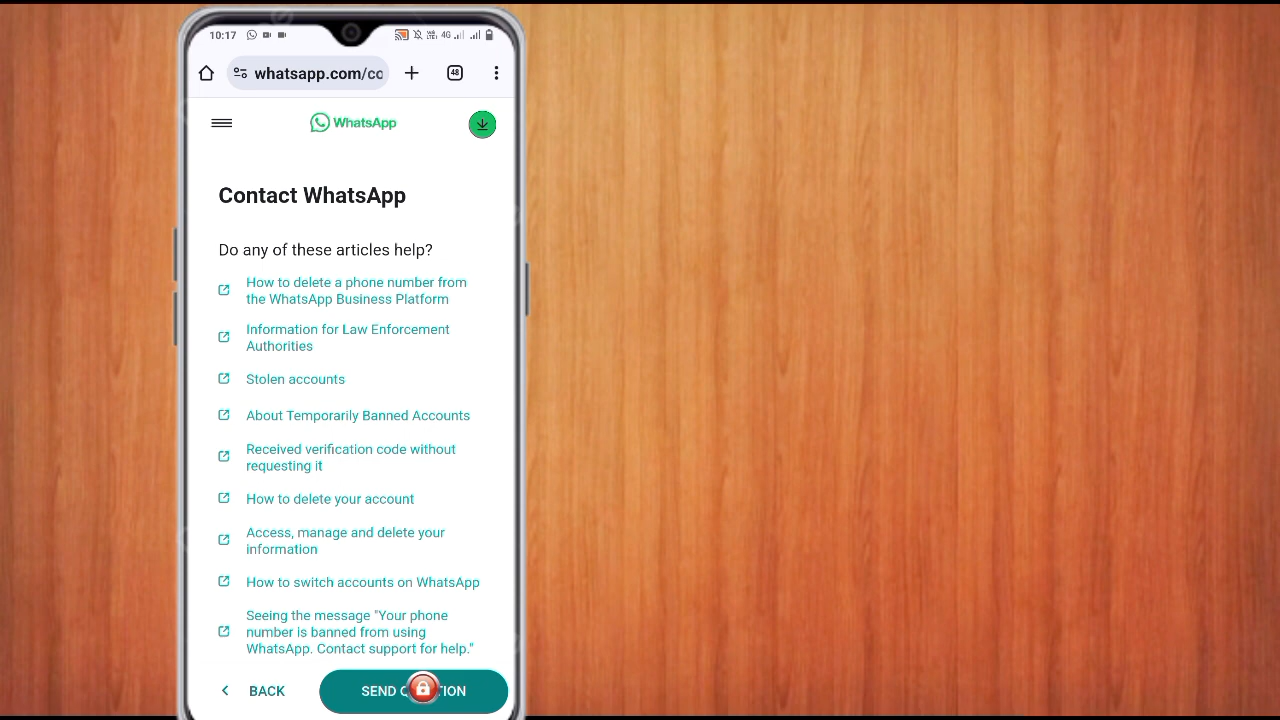 10:17
4G
whatsapp.com/co
48
WhatsApp
Contact WhatsApp
Do any of these articles help?
How to delete a phone number from
the WhatsApp Business Platform
Information for Law Enforcement
Authorities
Stolen accounts
About Temporarily Banned Accounts
Received verification code without
requesting it
How to delete your account
Access, manage and delete your
information
How to switch accounts on WhatsApp
Seeing the message "Your phone
number is banned from using
WhatsApp. Contact support for help."
BACK
SEND